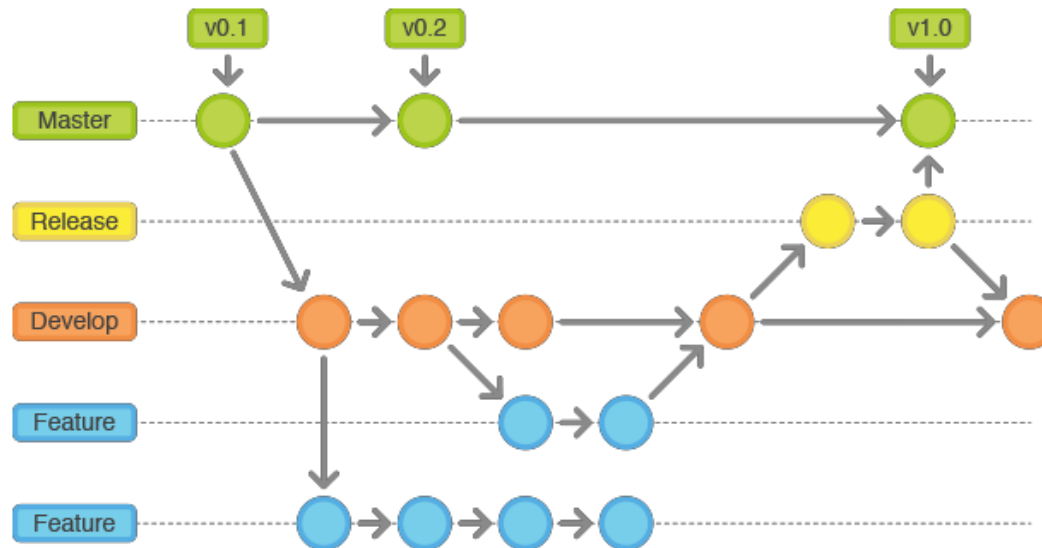 v0.1
v0.2
v1.0
Master
Release
Develop
Feature
Feature